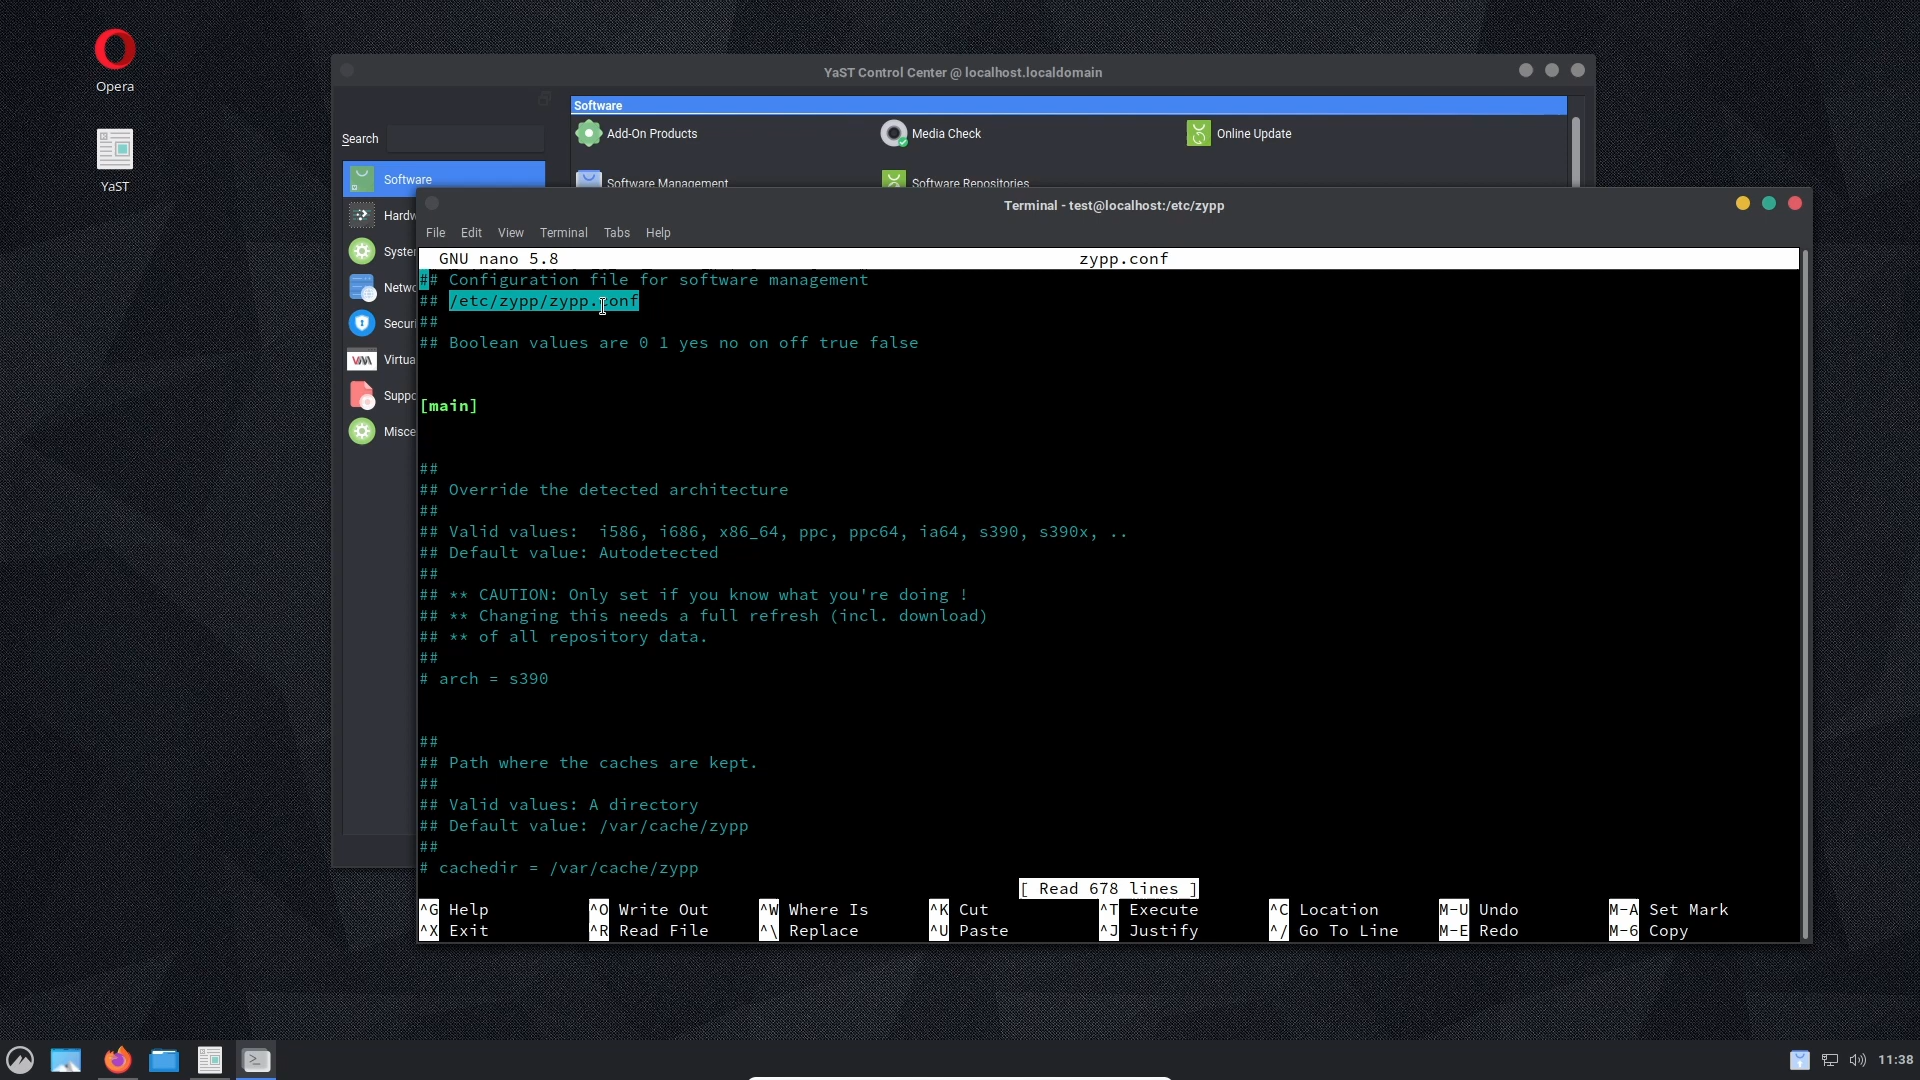 Opera
YaST
YaST Control Center @ localhost.localdomain
Search
Software
Hardw
Syste
Netwo
Securi
Virtua
Suppo
Misce
Software
Add-On Products
Media Check
Online Update
Software Management
Software Repositories
Terminal - test@localhost:/etc/zypp
File Edit View Terminal Tabs Help
GNU nano 5.8 zypp.conf
## Configuration file for software management
## /etc/zypp/zypp.conf
##
## Boolean values are 0 1 yes no on off true false
[main]
##
## Override the detected architecture
##
## Valid values:  i586, i686, x86_64, ppc, ppc64, ia64, s390, s390x, ..
## Default value: Autodetected
##
## ** CAUTION: Only set if you know what you're doing !
## ** Changing this needs a full refresh (incl. download)
## ** of all repository data.
##
# arch = s390
##
## Path where the caches are kept.
##
## Valid values: A directory
## Default value: /var/cache/zypp
##
# cachedir = /var/cache/zypp
[ Read 678 lines ]
^G Help ^O Write Out ^W Where Is ^K Cut ^T Execute ^C Location M-U Undo M-A Set Mark
^X Exit ^R Read File ^\ Replace ^U Paste ^J Justify ^/ Go To Line M-E Redo M-6 Copy
11:38